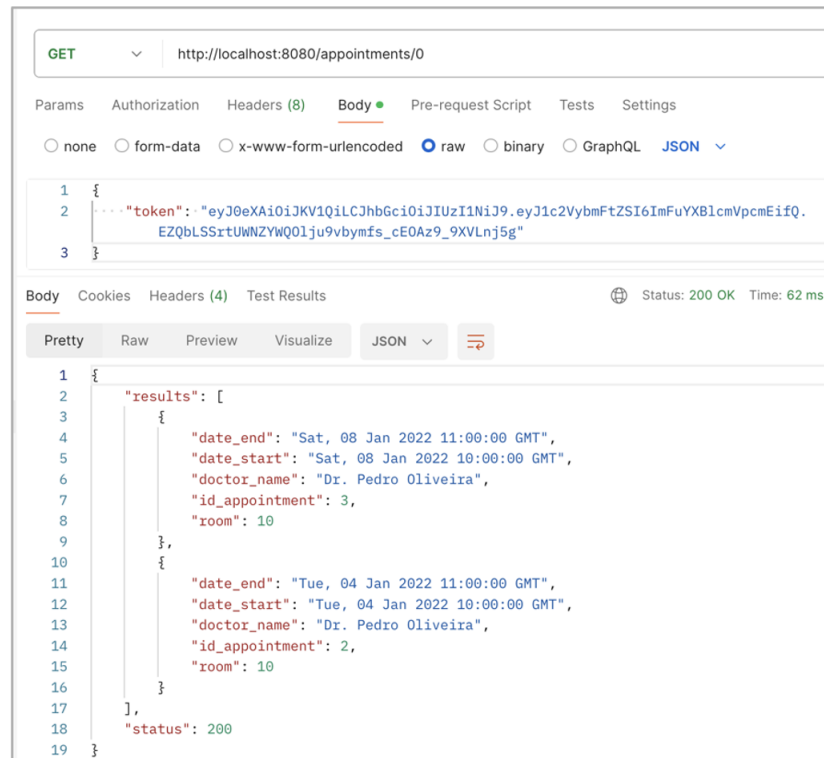 GET http://localhost:8080/appointments/0
Params Authorization Headers (8) Body Pre-request Script Tests Settings
none form-data x-www-form-urlencoded raw binary GraphQL JSON
1 {
2 "token": "eyJ0eXAiOiJKV1QiLCJhbGciOiJIUzI1NiJ9.eyJ1c2VybmFtZSI6ImFuYXBlcmVpcmEifQ.
EZQbLSSrtUWNZYWQOlju9vbymfs_cEOAz9_9XVLnj5g"
3 }
Body Cookies Headers (4) Test Results Status: 200 OK Time: 62 ms
Pretty Raw Preview Visualize JSON
1 {
2 "results": [
3 {
4 "date_end": "Sat, 08 Jan 2022 11:00:00 GMT",
5 "date_start": "Sat, 08 Jan 2022 10:00:00 GMT",
6 "doctor_name": "Dr. Pedro Oliveira",
7 "id_appointment": 3,
8 "room": 10
9 },
10 {
11 "date_end": "Tue, 04 Jan 2022 11:00:00 GMT",
12 "date_start": "Tue, 04 Jan 2022 10:00:00 GMT",
13 "doctor_name": "Dr. Pedro Oliveira",
14 "id_appointment": 2,
15 "room": 10
16 }
17 ],
18 "status": 200
19 }